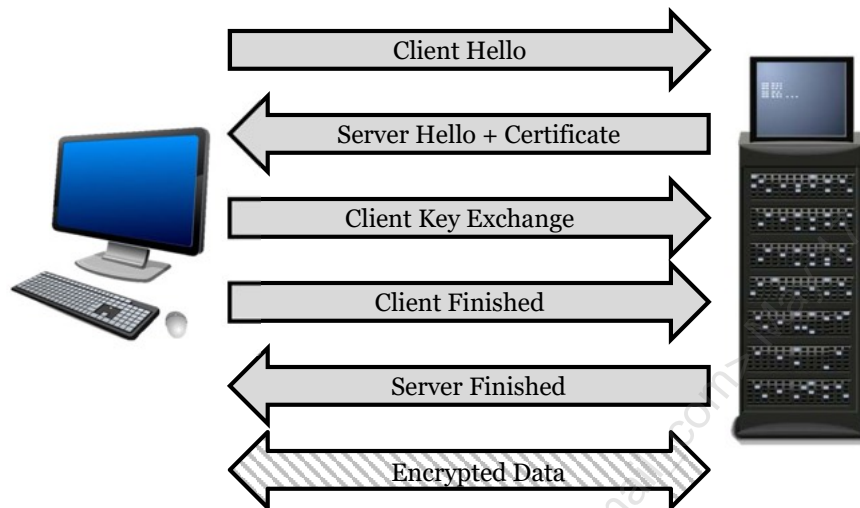 Client Hello
Server Hello + Certificate
Client Key Exchange
Client Finished
Server Finished
Encrypted Data